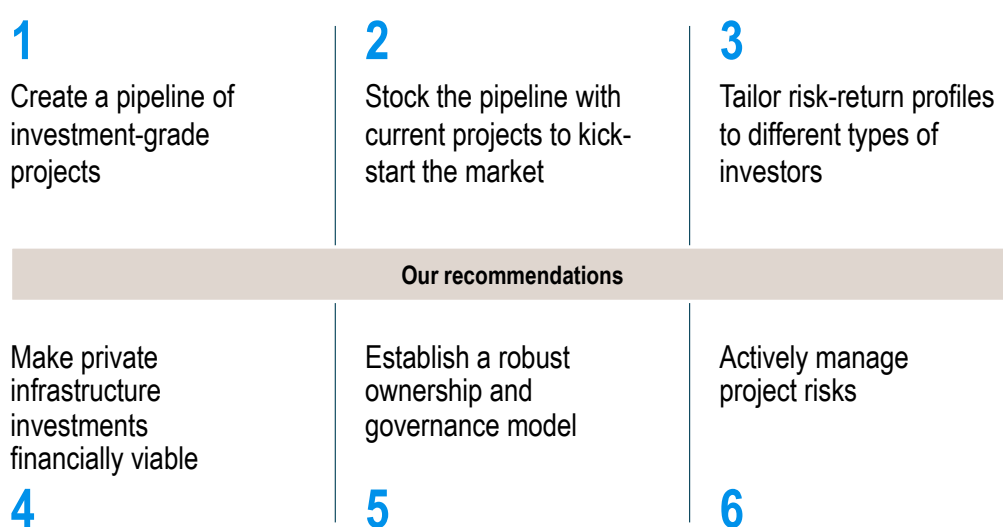 1
Create a pipeline of
investment-grade
projects
2
Stock the pipeline with
current projects to kick-
start the market
3
Tailor risk-return profiles
to different types of
investors
Our recommendations
Make private
infrastructure
investments
financially viable
4
Establish a robust
ownership and
governance model
5
Actively manage
project risks
6